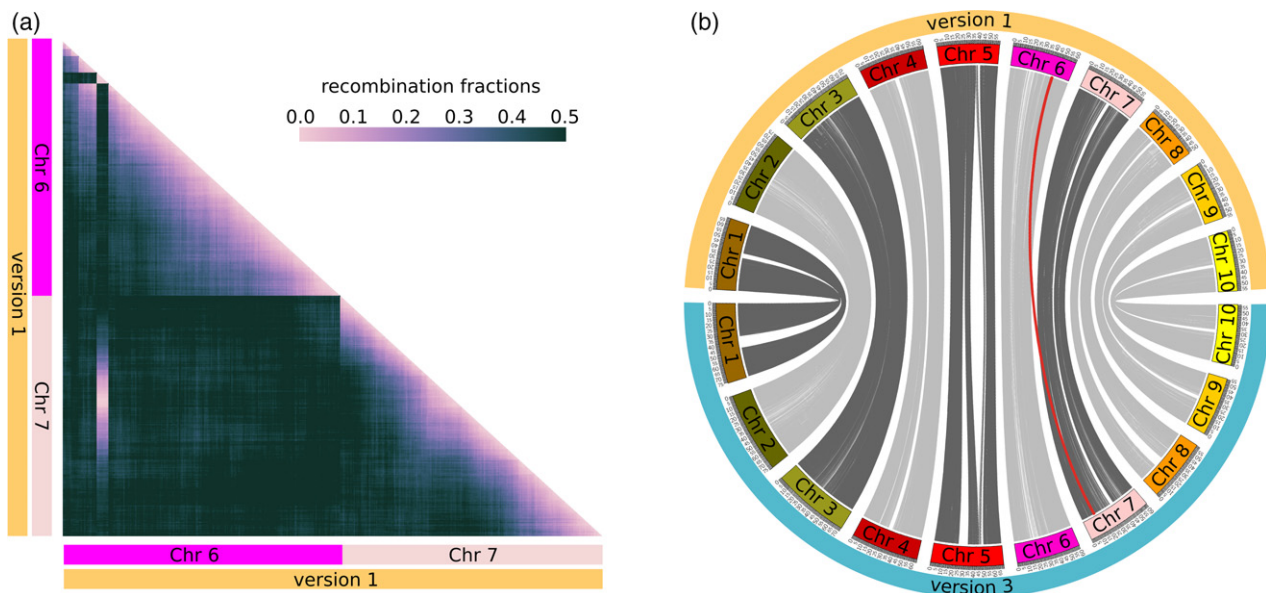 (a)
recombination fractions
0.0 0.1 0.2 0.3 0.4 0.5
version 1
Chr 6
Chr 7
Chr 6
Chr 7
version 1
(b)
version 1
Chr 1
Chr 2
Chr 3
Chr 4
Chr 5
Chr 6
Chr 7
Chr 8
Chr 9
Chr 10
Chr 1
Chr 2
Chr 3
Chr 4
Chr 5
Chr 6
Chr 7
Chr 8
Chr 9
Chr 10
version 3